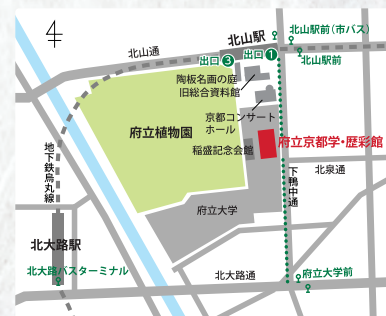 北山駅
北山駅前(市バス)
北山通
出口3
出口1
北山駅前
陶板名画の庭
旧総合資料館
京都コンサート
ホール
府立植物園
府立京都学・歴彩館
稲盛記念会館
地下鉄烏丸線
下鴨中通
北泉通
府立大学
北大路駅
北大路バスターミナル
北大路通
府立大学前